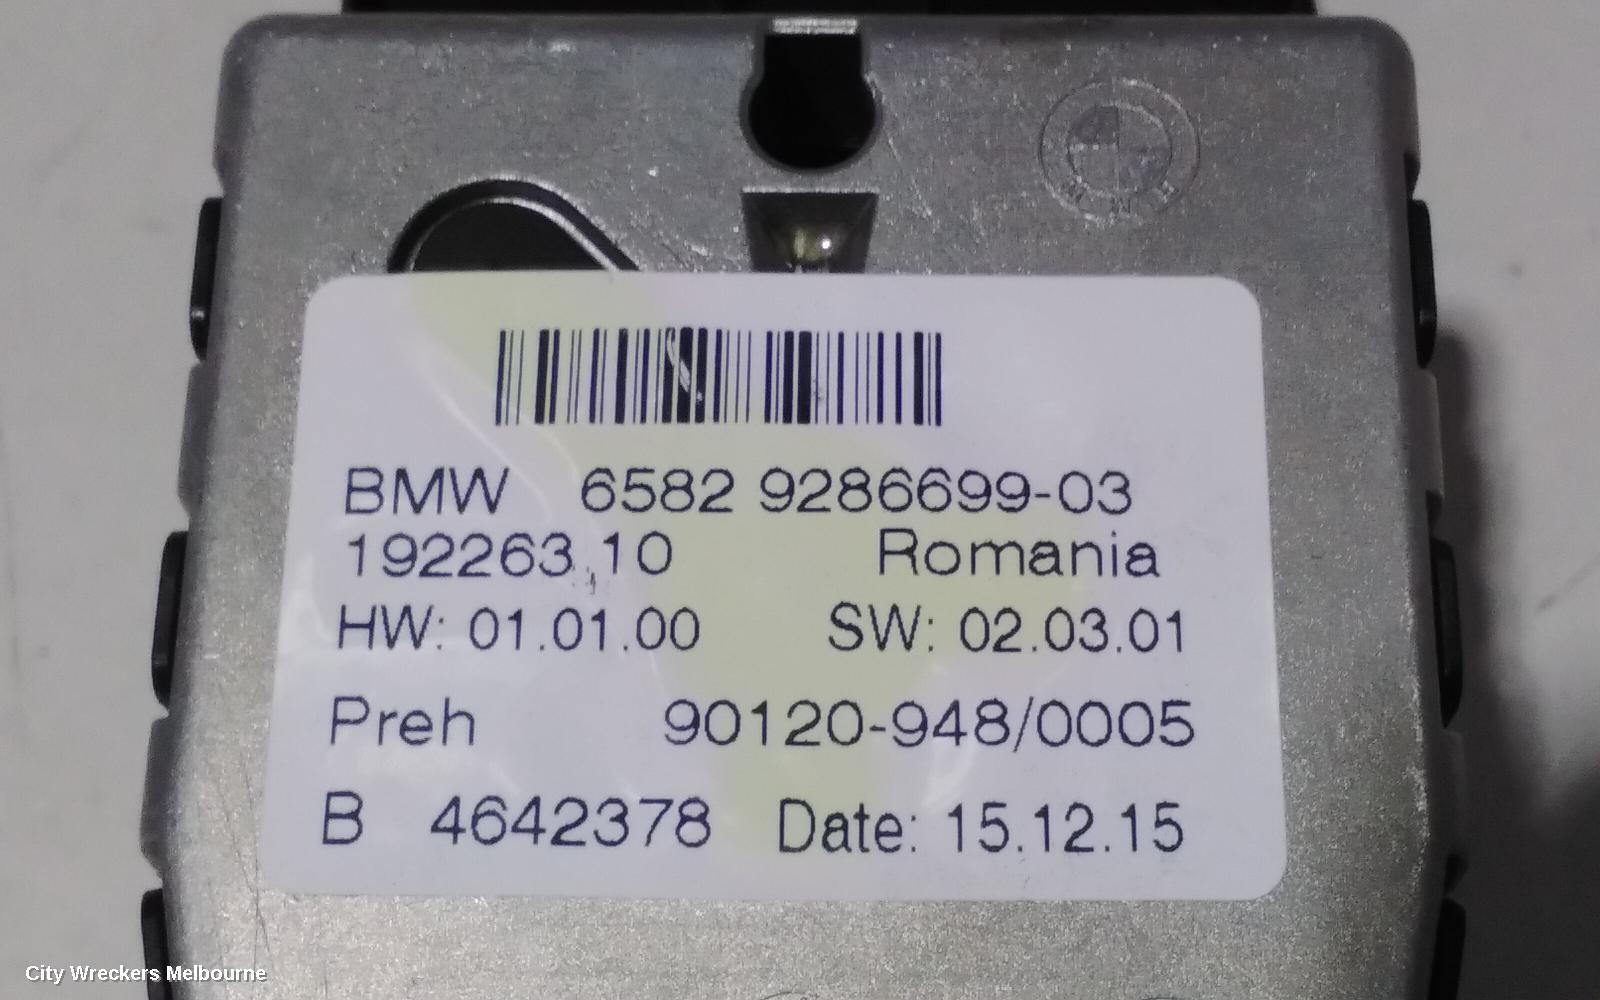 BMW
BMW 6582 9286699-03
192263.10 Romania
HW: 01.01.00 SW: 02.03.01
Preh 90120-948/0005
B 4642378 Date: 15.12.15
City Wreckers Melbourne